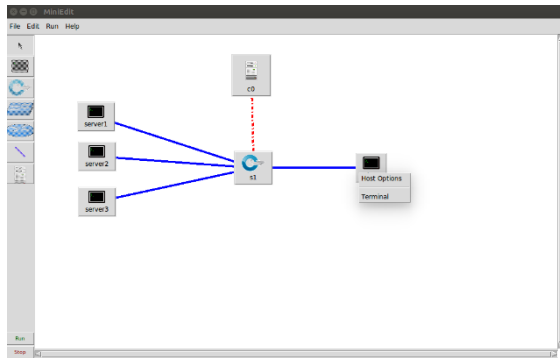 MiniEdit
File Edit Run Help
c0
server1
server2
server3
s1
Host Options
Terminal
Run
Stop